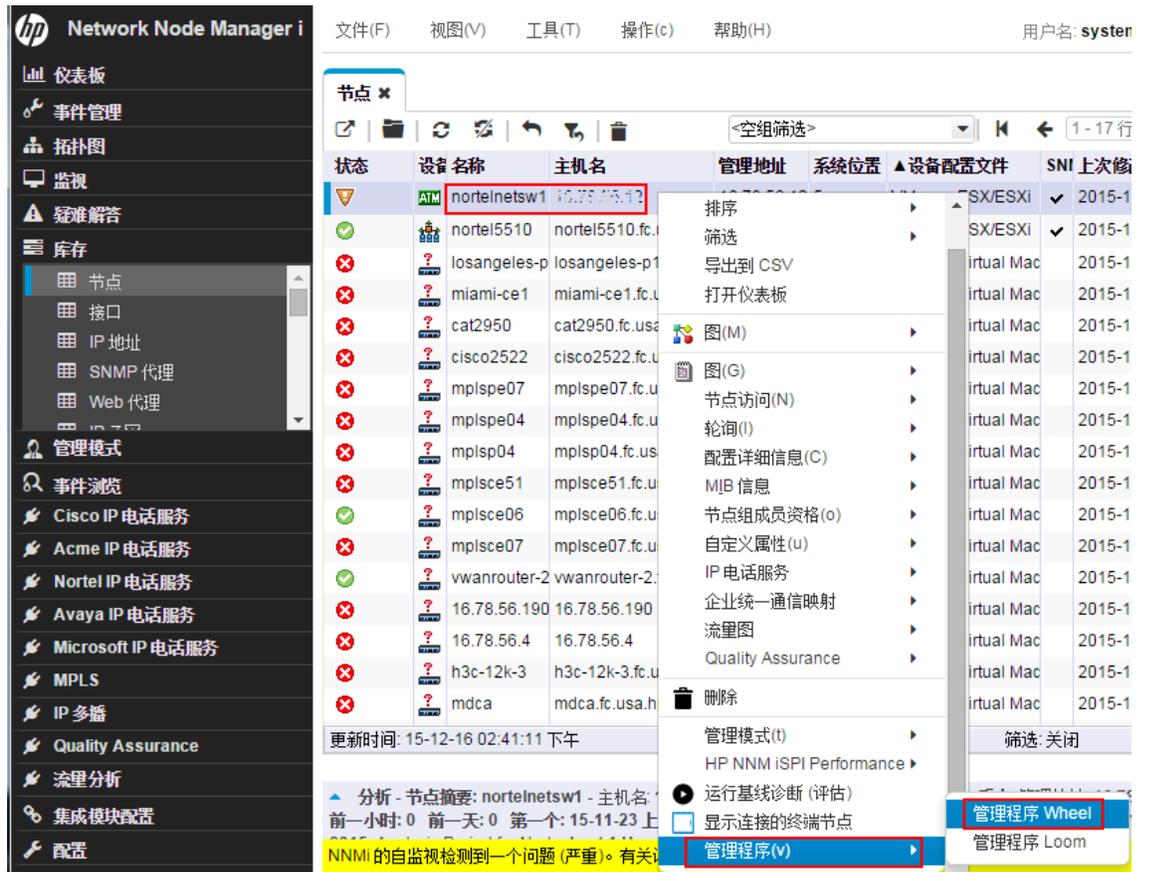 hp Network Node Manager i
文件(F) 视图(V) 工具(T) 操作(c) 帮助(H) 用户名: system
仪表板
事件管理
拓扑图
监视
疑难解答
库存
节点
接口
IP 地址
SNMP 代理
Web 代理
管理模式
事件浏览
Cisco IP 电话服务
Acme IP 电话服务
Nortel IP 电话服务
Avaya IP 电话服务
Microsoft IP 电话服务
MPLS
IP 多播
Quality Assurance
流量分析
集成模块配置
配置
节点
<空组筛选> 1 - 17 行
状态 设备 名称 主机名 管理地址 系统位置 ▲设备配置文件 SNM 上次修改
ATM nortelnetsw1 ESX/ESXi 2015-1
nortel5510 nortel5510.fc.u SX/ESXi 2015-1
losangeles-p losangeles-p1 irtual Mac 2015-1
miami-ce1 miami-ce1.fc.u irtual Mac 2015-1
cat2950 cat2950.fc.usa irtual Mac 2015-1
cisco2522 cisco2522.fc.u irtual Mac 2015-1
mplspe07 mplspe07.fc.u irtual Mac 2015-1
mplspe04 mplspe04.fc.u irtual Mac 2015-1
mplsp04 mplsp04.fc.us irtual Mac 2015-1
mplsce51 mplsce51.fc.u irtual Mac 2015-1
mplsce06 mplsce06.fc.u irtual Mac 2015-1
mplsce07 mplsce07.fc.u irtual Mac 2015-1
vwanrouter-2 vwanrouter-2. irtual Mac 2015-1
16.78.56.190 16.78.56.190 irtual Mac 2015-1
16.78.56.4 16.78.56.4 irtual Mac 2015-1
h3c-12k-3 h3c-12k-3.fc.u irtual Mac 2015-1
mdca mdca.fc.usa.h irtual Mac 2015-1
更新时间: 15-12-16 02:41:11 下午 筛选: 关闭
分析 - 节点摘要: nortelnetsw1 - 主机名:
前一小时: 0 前一天: 0 第一个: 15-11-23 上
NNMi 的自监视检测到一个问题 (严重)。有关
排序
筛选
导出到 CSV
打开仪表板
图(M)
图(G)
节点访问(N)
轮询(l)
配置详细信息(C)
MIB 信息
节点组成员资格(o)
自定义属性(u)
IP 电话服务
企业统一通信映射
流量图
Quality Assurance
删除
管理模式(t)
HP NNM iSPI Performance
运行基线诊断 (评估)
显示连接的终端节点
管理程序(v)
管理程序 Wheel
管理程序 Loom